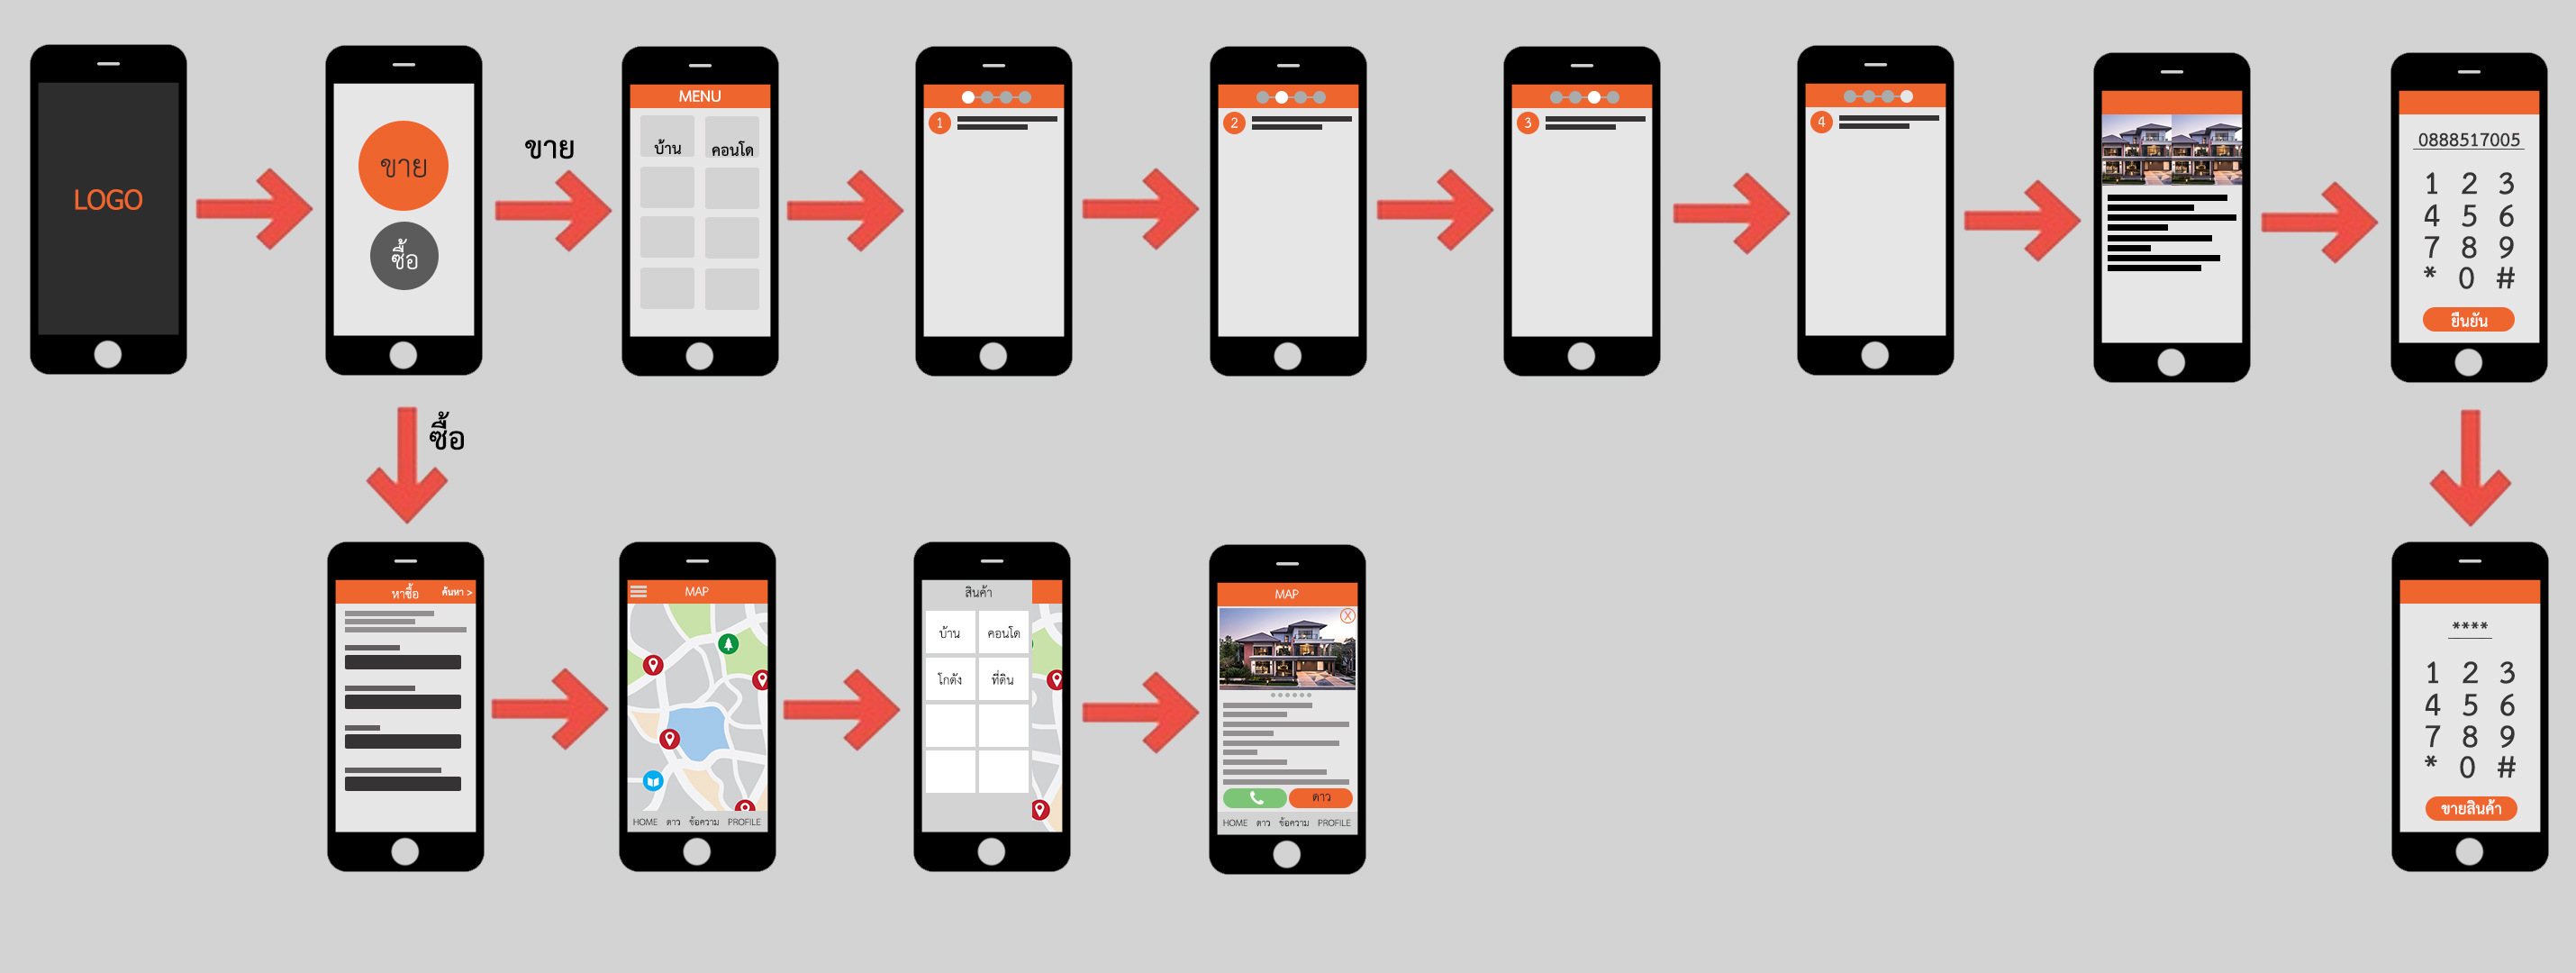 LOGO
ขาย
ซื้อ
ขาย
MENU
บ้าน คอนโด
1
2
3
4
0888517005
1 2 3
4 5 6
7 8 9
* 0 #
ยืนยัน
ซื้อ
หาซื้อ ค้นหา >
MAP
HOME ดาว ข้อความ PROFILE
สินค้า
บ้าน คอนโด
โกดัง ที่ดิน
MAP
X
ดาว
HOME ดาว ข้อความ PROFILE
****
1 2 3
4 5 6
7 8 9
* 0 #
ขายสินค้า